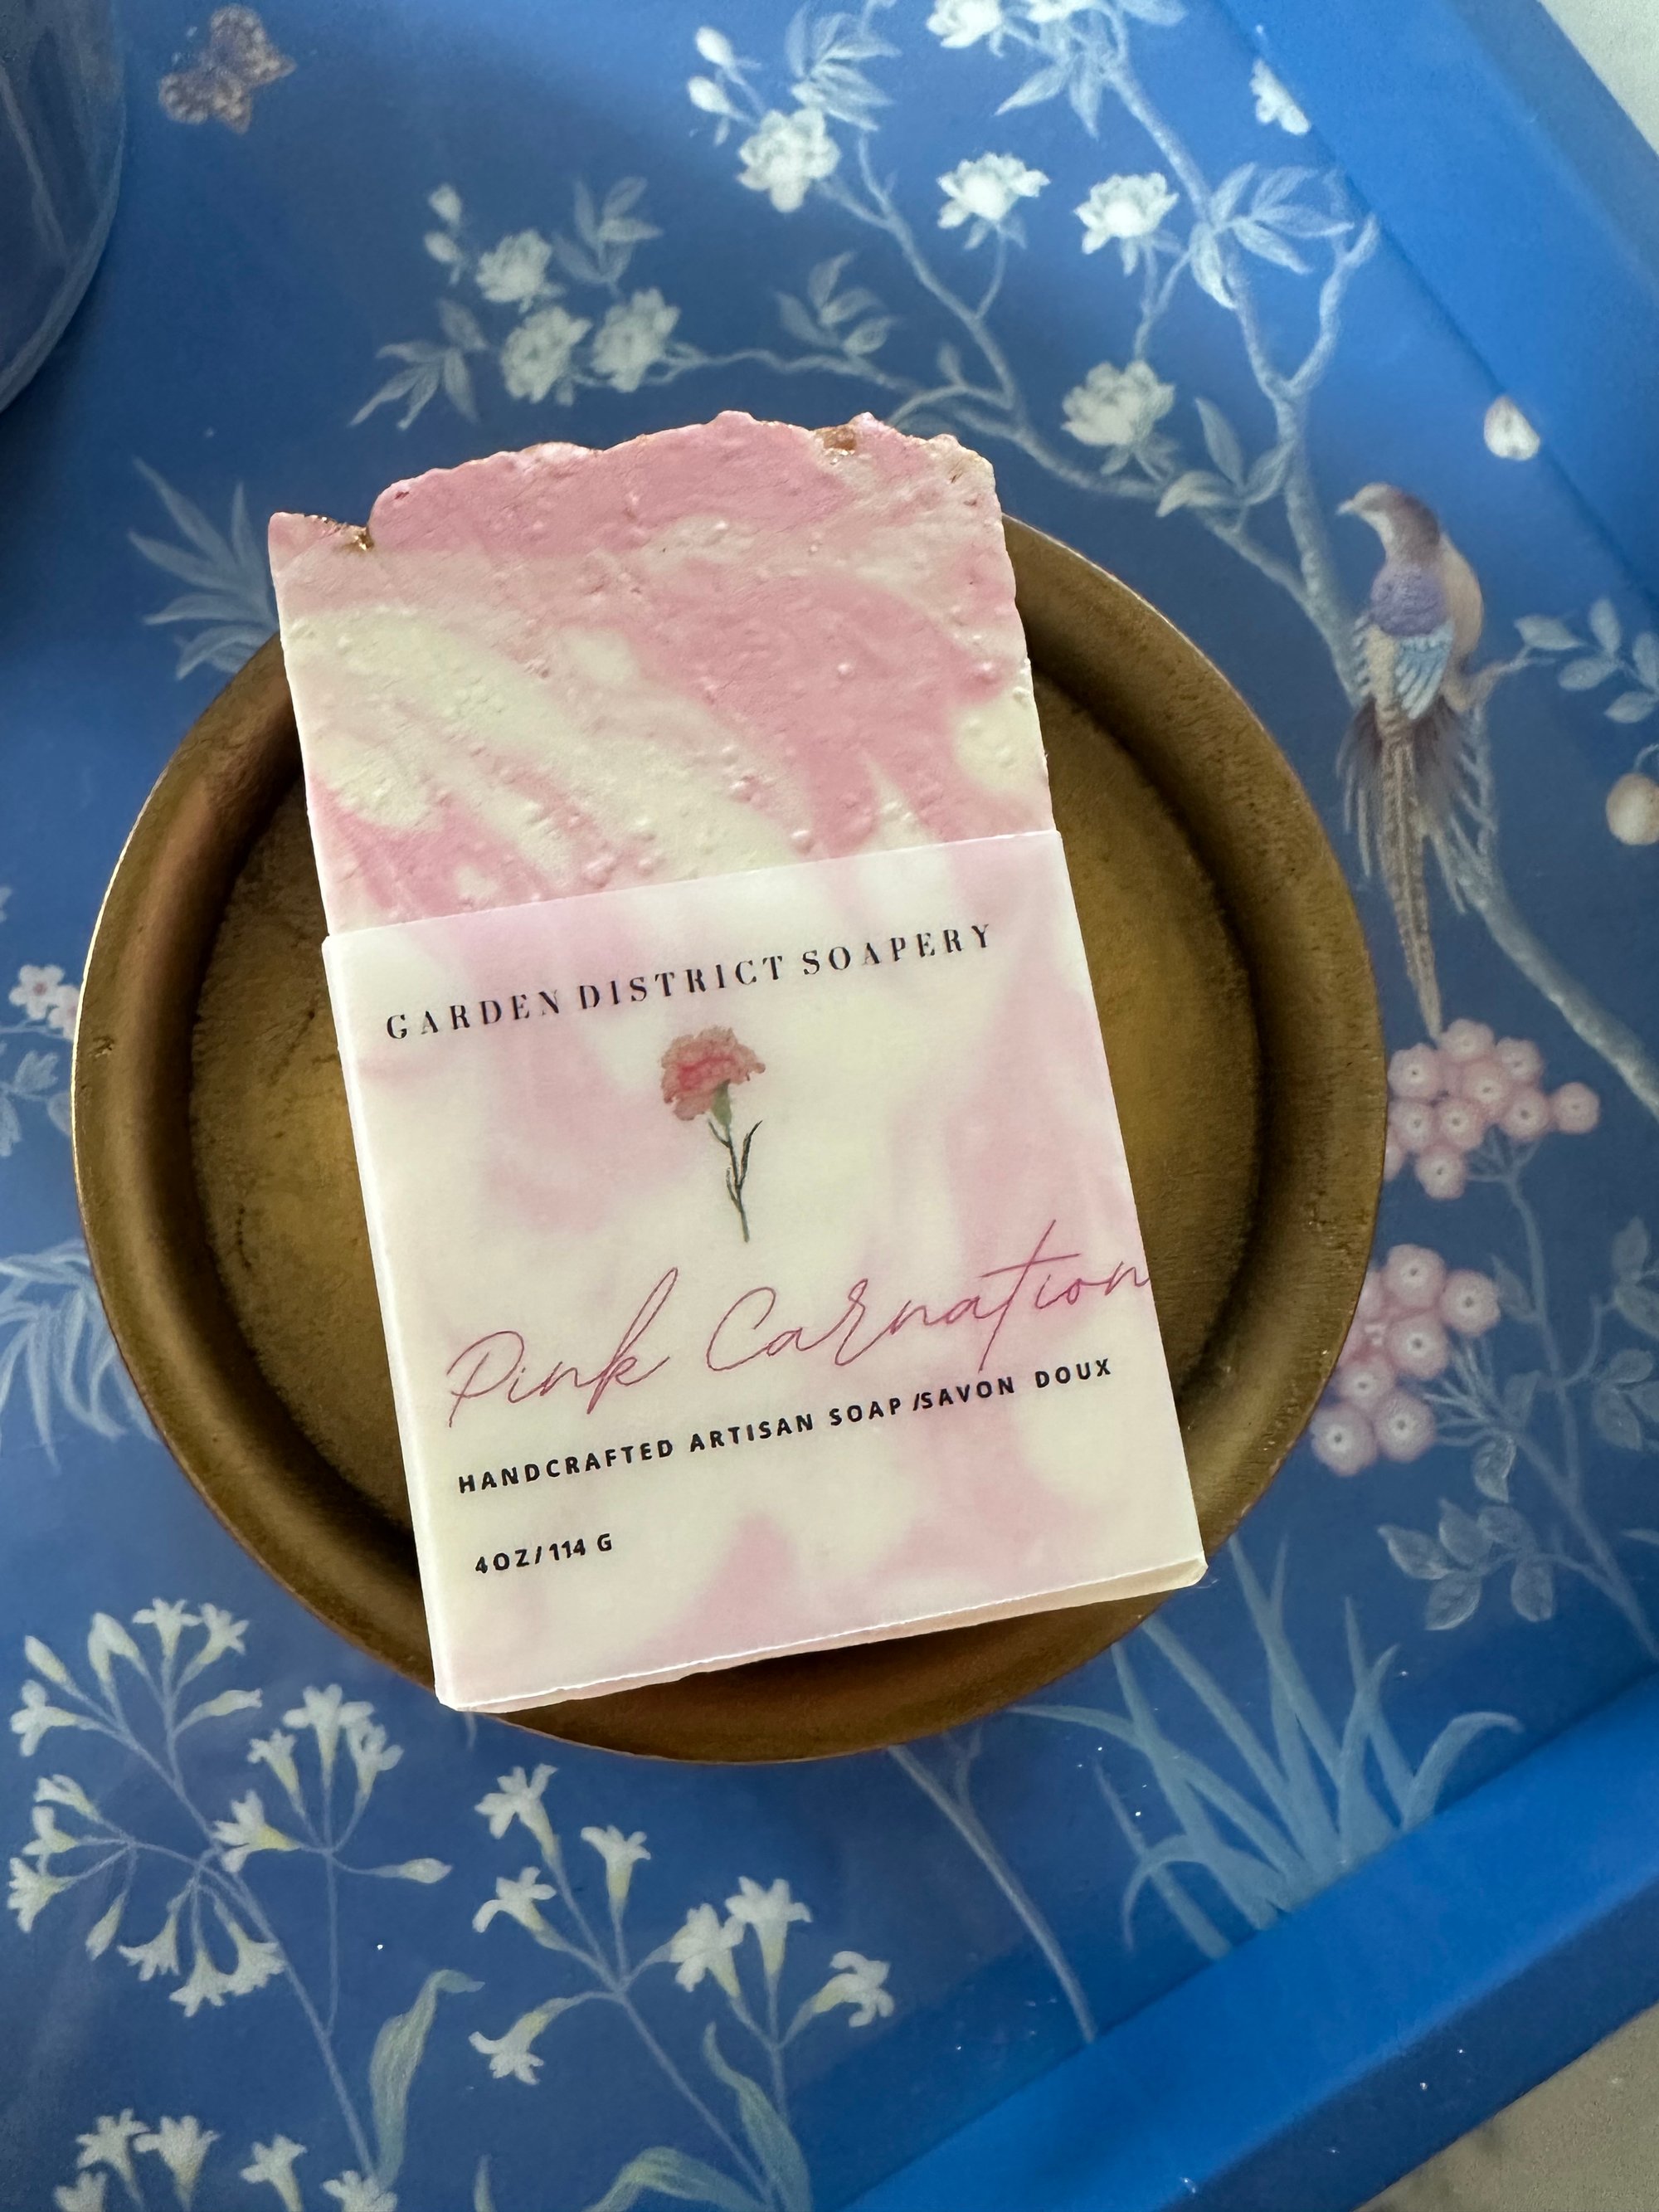 GARDEN DISTRICT SOAPERY
Pink Carnation
HANDCRAFTED ARTISAN SOAP /SAVON DOUX
4OZ/114 G